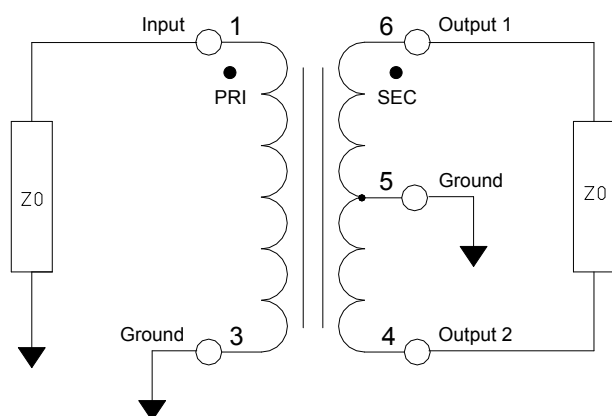 Input 1
6 Output 1
PRI
SEC
Z0
5 Ground
Z0
Ground 3
4 Output 2